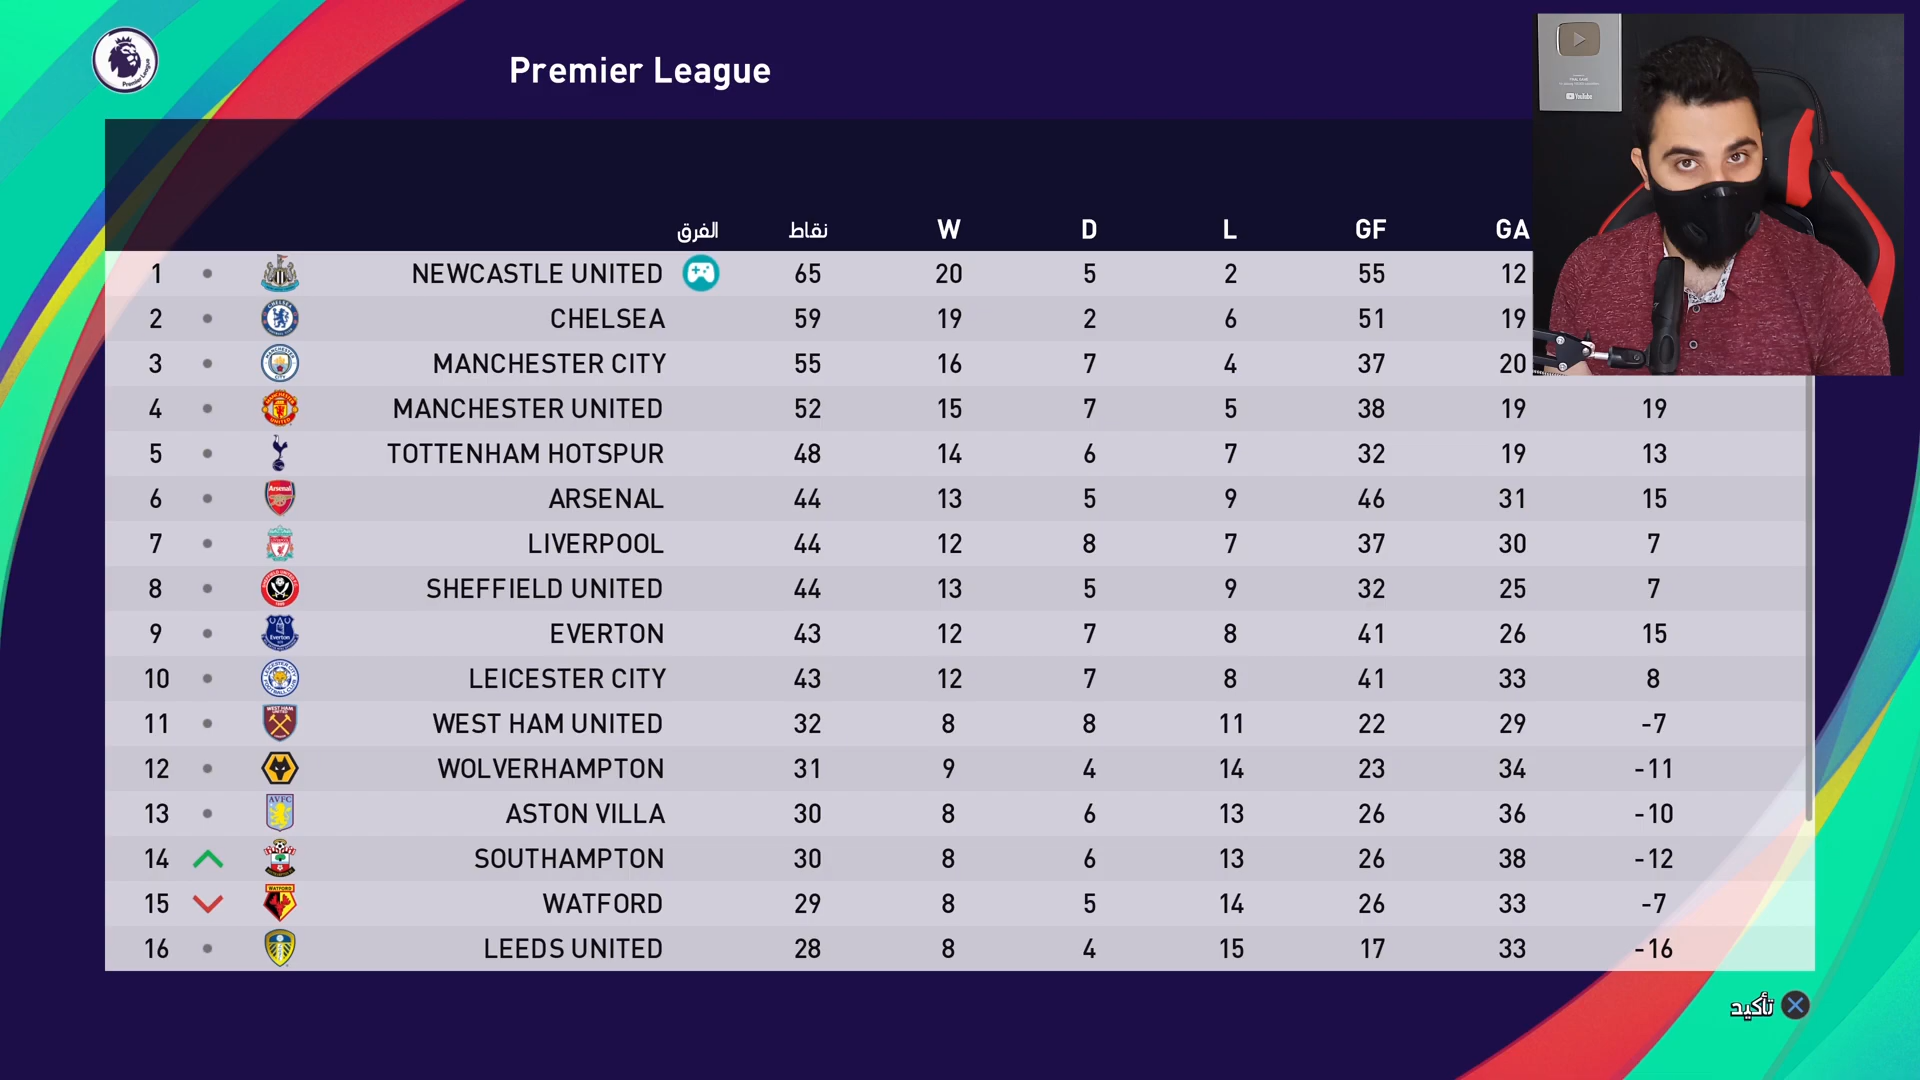 Premier League
الفرق نقاط W D L GF GA
1 NEWCASTLE UNITED 65 20 5 2 55 12
2 CHELSEA 59 19 2 6 51 19
3 MANCHESTER CITY 55 16 7 4 37 20
4 MANCHESTER UNITED 52 15 7 5 38 19 19
5 TOTTENHAM HOTSPUR 48 14 6 7 32 19 13
6 ARSENAL 44 13 5 9 46 31 15
7 LIVERPOOL 44 12 8 7 37 30 7
8 SHEFFIELD UNITED 44 13 5 9 32 25 7
9 EVERTON 43 12 7 8 41 26 15
10 LEICESTER CITY 43 12 7 8 41 33 8
11 WEST HAM UNITED 32 8 8 11 22 29 -7
12 WOLVERHAMPTON 31 9 4 14 23 34 -11
13 ASTON VILLA 30 8 6 13 26 36 -10
14 SOUTHAMPTON 30 8 6 13 26 38 -12
15 WATFORD 29 8 5 14 26 33 -7
16 LEEDS UNITED 28 8 4 15 17 33 -16
تأكيد
YouTube